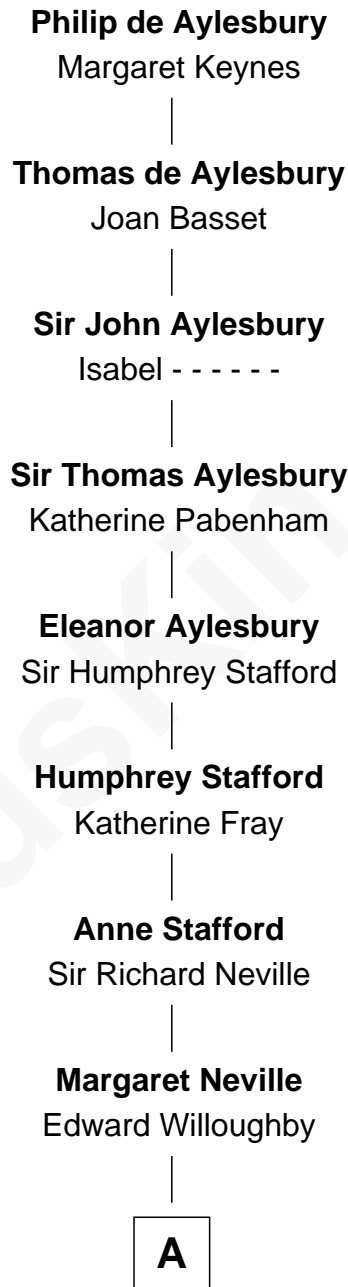 Philip de Aylesbury
Margaret Keynes
Thomas de Aylesbury
Joan Basset
Sir John Aylesbury
Isabel - - - - - -
Sir Thomas Aylesbury
Katherine Pabenham
Eleanor Aylesbury
Sir Humphrey Stafford
Humphrey Stafford
Katherine Fray
Anne Stafford
Sir Richard Neville
Margaret Neville
Edward Willoughby
A